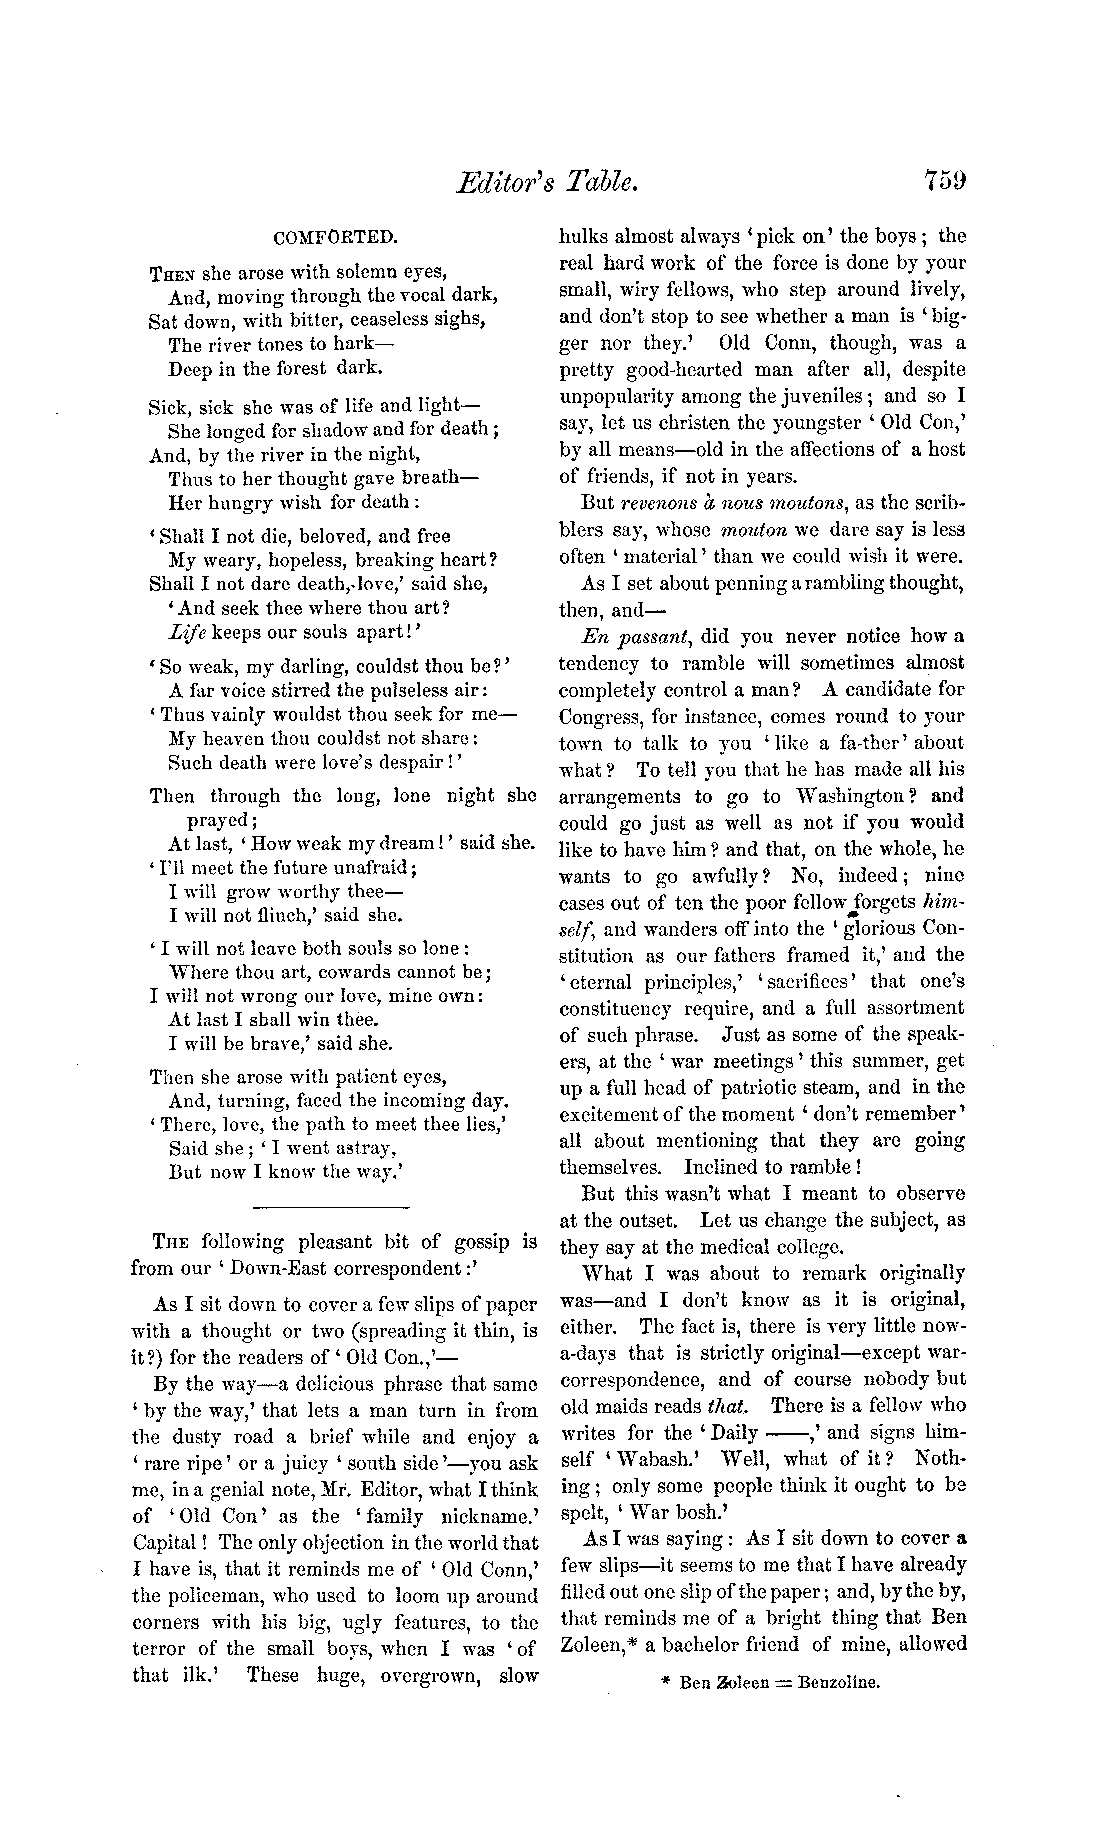 Editor's Table. 759
COMFORTED.
THEN she arose with solemn eyes,
And, moving through the vocal dark,
Sat down, with bitter, ceaseless sighs,
The river tones to hark—
Deep in the forest dark.
Sick, sick she was of life and light—
She longed for shadow and for death;
And, by the river in the night,
Thus to her thought gave breath—
Her hungry wish for death:
'Shall I not die, beloved, and free
My weary, hopeless, breaking heart?
Shall I not dare death, love,' said she,
'And seek thee where thou art?
Life keeps our souls apart!'
'So weak, my darling, couldst thou be?'
A far voice stirred the pulseless air:
'Thus vainly wouldst thou seek for me—
My heaven thou couldst not share:
Such death were love's despair!'
Then through the long, lone night she
prayed;
At last, 'How weak my dream!' said she.
'I'll meet the future unafraid;
I will grow worthy thee—
I will not flinch,' said she.
'I will not leave both souls so lone:
Where thou art, cowards cannot be;
I will not wrong our love, mine own:
At last I shall win thee.
I will be brave,' said she.
Then she arose with patient eyes,
And, turning, faced the incoming day.
'There, love, the path to meet thee lies,'
Said she; 'I went astray,
But now I know the way.'
THE following pleasant bit of gossip is
from our 'Down-East correspondent:'
As I sit down to cover a few slips of paper
with a thought or two (spreading it thin, is
it?) for the readers of 'Old Con.,'—
By the way—a delicious phrase that same
'by the way,' that lets a man turn in from
the dusty road a brief while and enjoy a
'rare ripe' or a juicy 'south side'—you ask
me, in a genial note, Mr. Editor, what I think
of 'Old Con' as the 'family nickname.'
Capital! The only objection in the world that
I have is, that it reminds me of 'Old Conn,'
the policeman, who used to loom up around
corners with his big, ugly features, to the
terror of the small boys, when I was 'of
that ilk.' These huge, overgrown, slow
hulks almost always 'pick on' the boys; the
real hard work of the force is done by your
small, wiry fellows, who step around lively,
and don't stop to see whether a man is 'big-
ger nor they.' Old Conn, though, was a
pretty good-hearted man after all, despite
unpopularity among the juveniles; and so I
say, let us christen the youngster 'Old Con,'
by all means—old in the affections of a host
of friends, if not in years.
But revenons à nous moutons, as the scrib-
blers say, whose mouton we dare say is less
often 'material' than we could wish it were.
As I set about penning a rambling thought,
then, and—
En passant, did you never notice how a
tendency to ramble will sometimes almost
completely control a man? A candidate for
Congress, for instance, comes round to your
town to talk to you 'like a fa-ther' about
what? To tell you that he has made all his
arrangements to go to Washington? and
could go just as well as not if you would
like to have him? and that, on the whole, he
wants to go awfully? No, indeed; nine
cases out of ten the poor fellow forgets him-
self, and wanders off into the 'glorious Con-
stitution as our fathers framed it,' and the
'eternal principles,' 'sacrifices' that one's
constituency require, and a full assortment
of such phrase. Just as some of the speak-
ers, at the 'war meetings' this summer, get
up a full head of patriotic steam, and in the
excitement of the moment 'don't remember'
all about mentioning that they are going
themselves. Inclined to ramble!
But this wasn't what I meant to observe
at the outset. Let us change the subject, as
they say at the medical college.
What I was about to remark originally
was—and I don't know as it is original,
either. The fact is, there is very little now-
a-days that is strictly original—except war-
correspondence, and of course nobody but
old maids reads that. There is a fellow who
writes for the 'Daily ——,' and signs him-
self 'Wabash.' Well, what of it? Noth-
ing; only some people think it ought to be
spelt, 'War bosh.'
As I was saying: As I sit down to cover a
few slips—it seems to me that I have already
filled out one slip of the paper; and, by the by,
that reminds me of a bright thing that Ben
Zoleen,* a bachelor friend of mine, allowed
* Ben Zoleen = Benzoline.